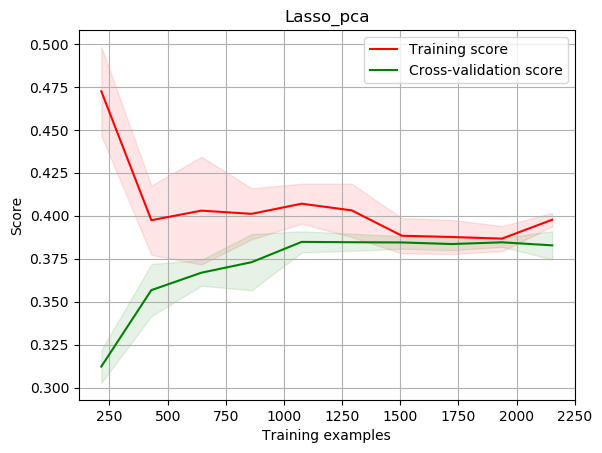 Lasso_pca
Training score
Cross-validation score
Score
0.500
0.475
0.450
0.425
0.400
0.375
0.350
0.325
0.300
250 500 750 1000 1250 1500 1750 2000 2250
Training examples